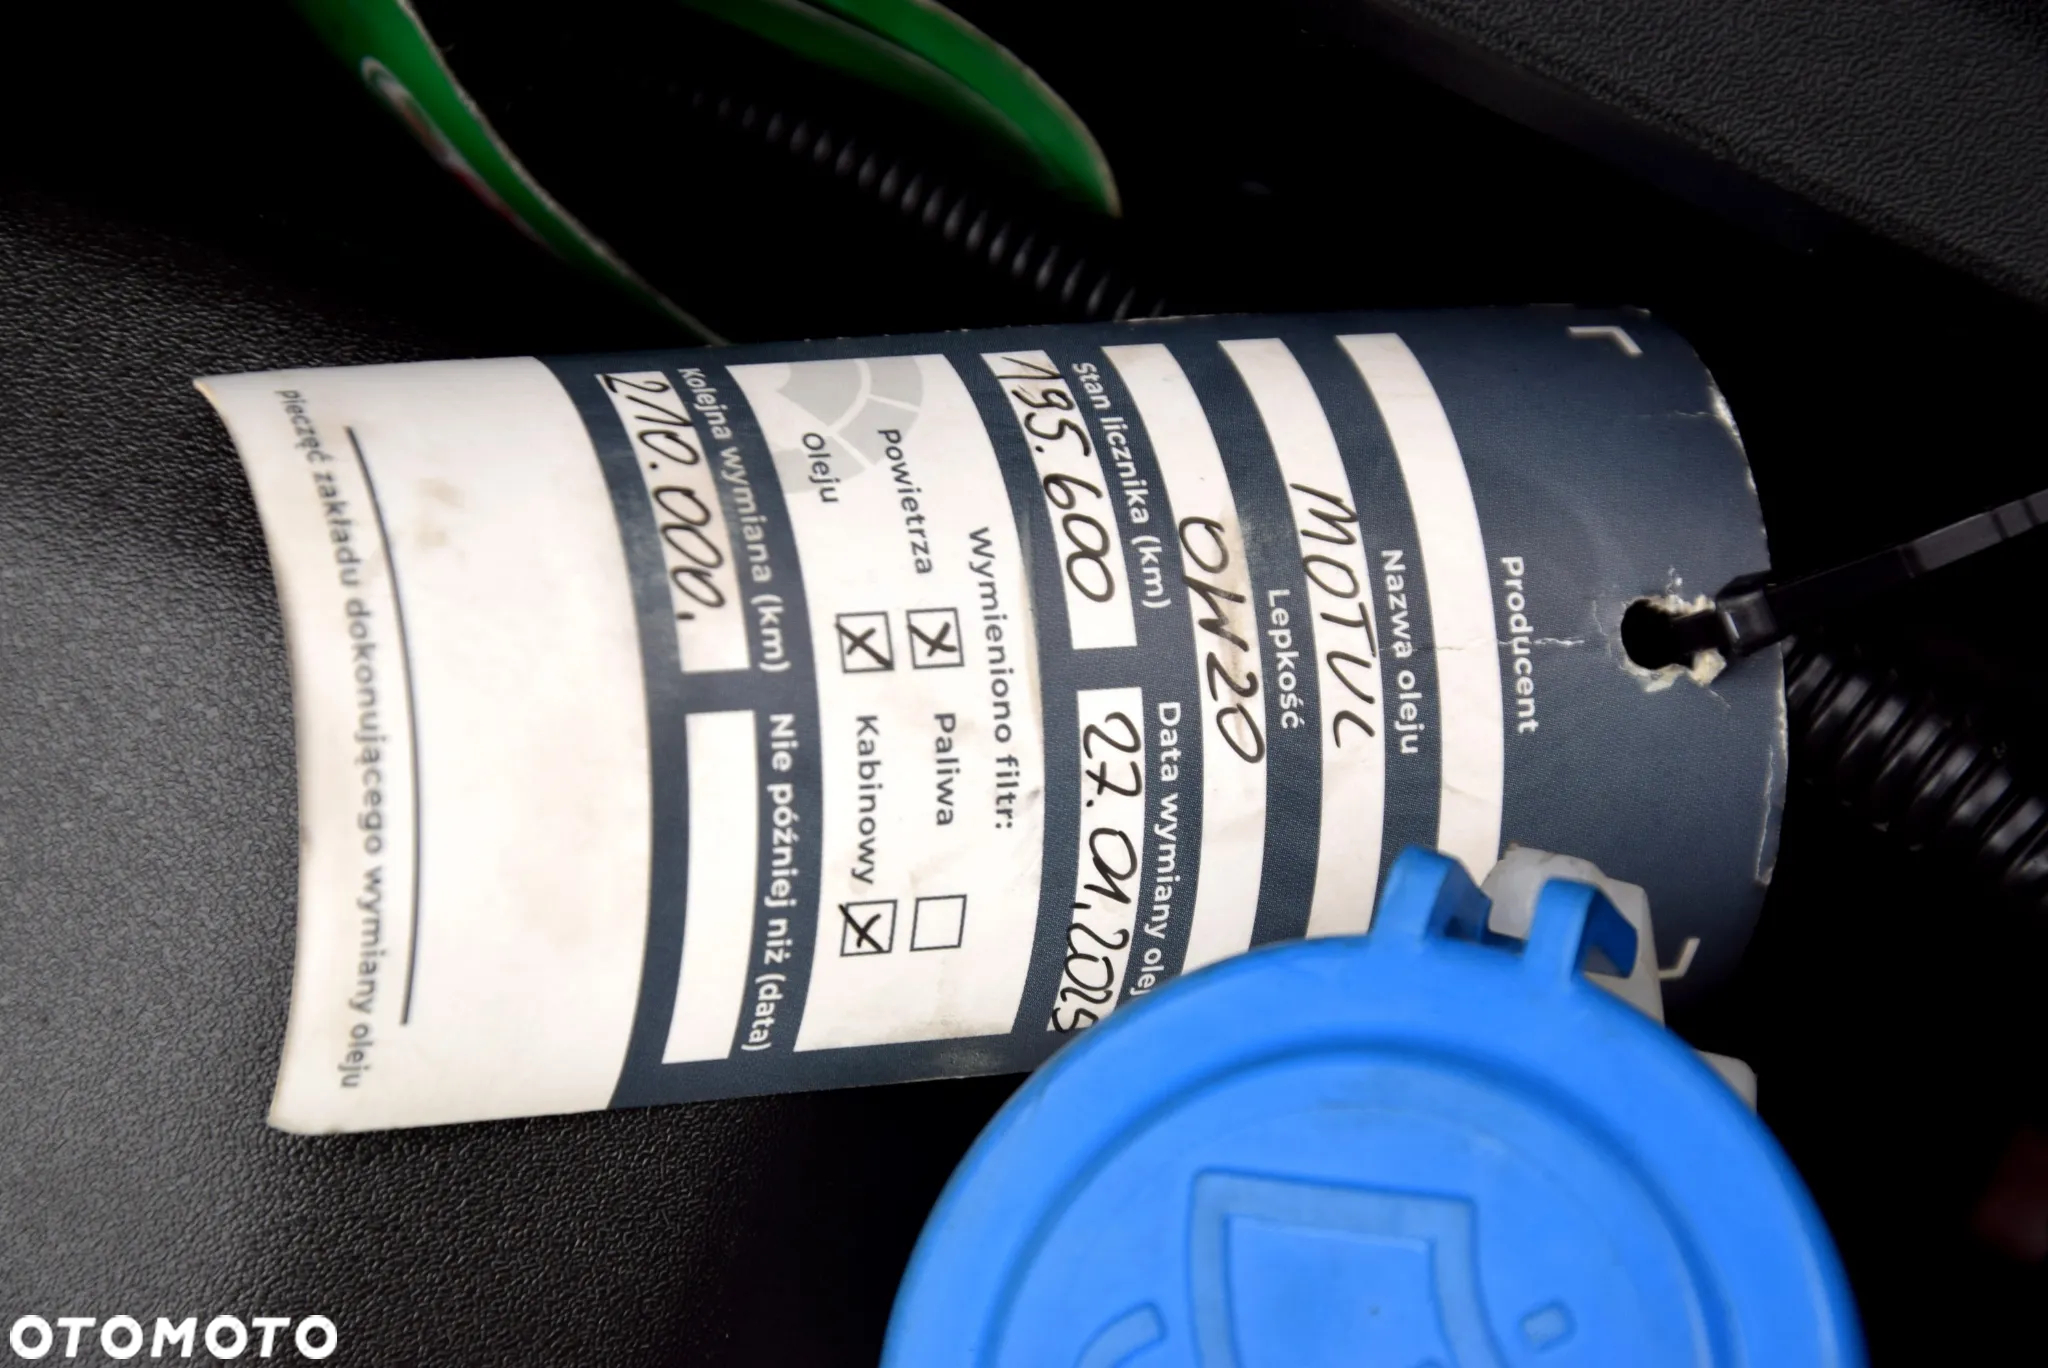 Producent
Nazwa oleju
MOTUL
Lepkość
0W20
Stan licznika (km)
Data wymiany olej
195.600
27.01.2025
Wymieniono filtr:
Powietrza
Paliwa
Oleju
Kabinowy
Kolejna wymiana (km)
Nie później niż (data)
210.000.
pieczęć zakładu dokonującego wymiany oleju
OTOMOTO